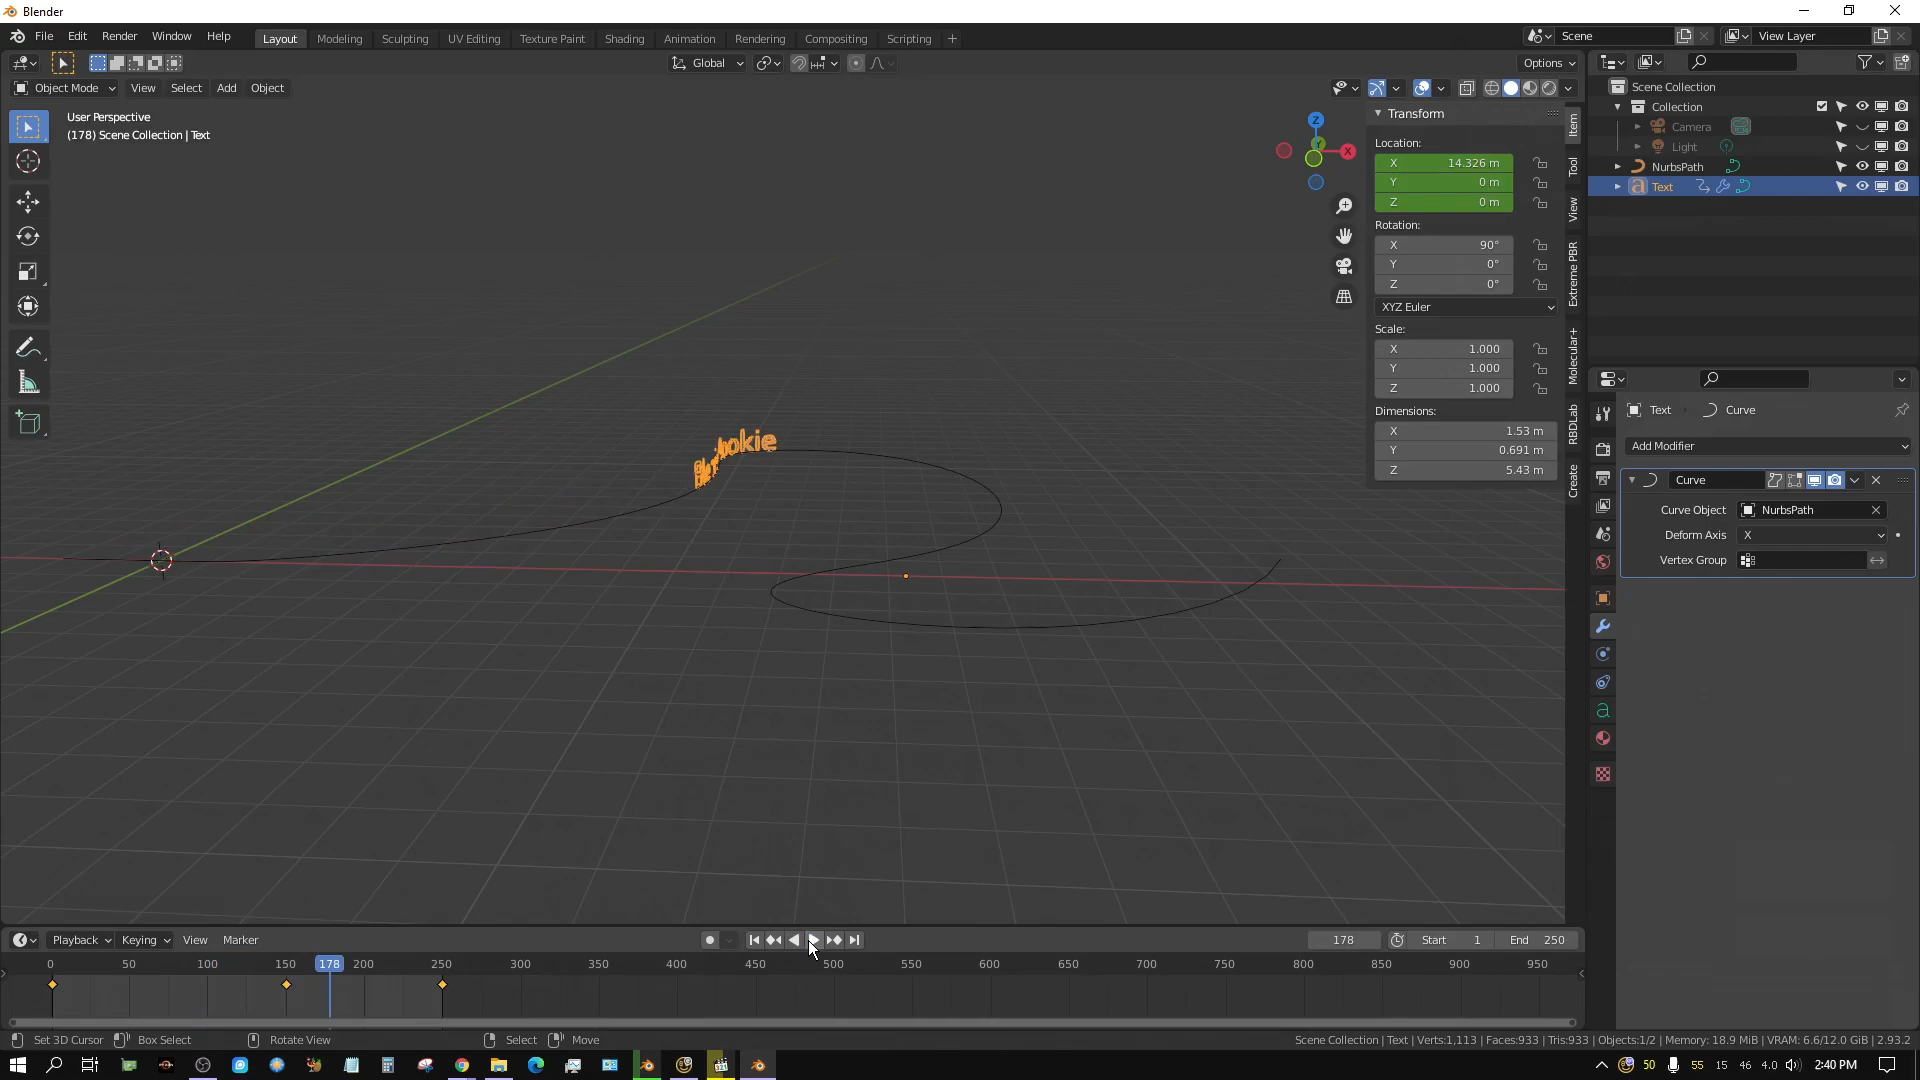 Blender
File Edit Render Window Help
Layout Modeling Sculpting UV Editing Texture Paint Shading Animation Rendering Compositing Scripting +
Scene
View Layer
Global
Options
Object Mode View Select Add Object
User Perspective
(178) Scene Collection | Text
Z
Y
X
Transform
Location:
X 14.326 m
Y 0 m
Z 0 m
Rotation:
X 90°
Y 0°
Z 0°
XYZ Euler
Scale:
X 1.000
Y 1.000
Z 1.000
Dimensions:
X 1.53 m
Y 0.691 m
Z 5.43 m
Item
Tool
View
Extreme PBR
Molecular+
RBDLab
Create
Scene Collection
Collection
Camera
Light
NurbsPath
Text
Text Curve
Add Modifier
Curve
Curve Object NurbsPath
Deform Axis X
Vertex Group
Playback Keying View Marker
178 Start 1 End 250
0 50 100 150 178 200 250 300 350 400 450 500 550 600 650 700 750 800 850 900 950
Set 3D Cursor Box Select Rotate View Select Move
Scene Collection | Text | Verts:1,113 | Faces:933 | Tris:933 | Objects:1/2 | Memory: 18.9 MiB | VRAM: 6.6/12.0 GiB | 2.93.2
50 55 15 46 4.0 2:40 PM